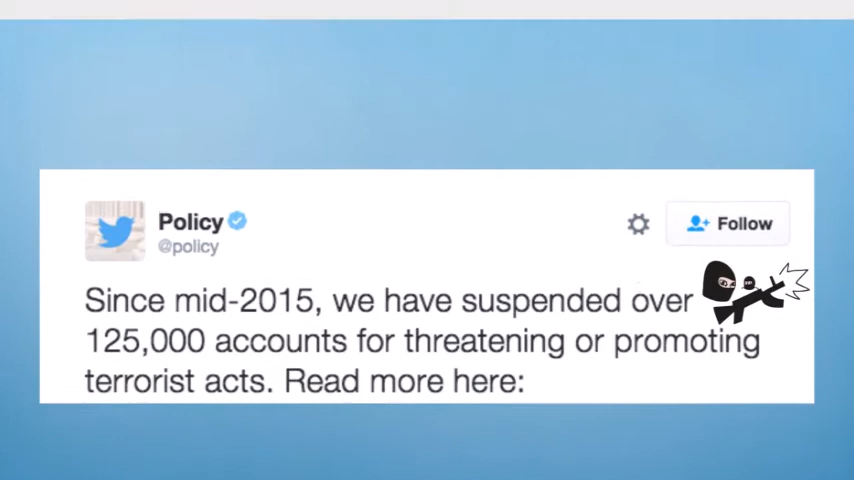 Policy
@policy
Follow
Since mid-2015, we have suspended over
125,000 accounts for threatening or promoting
terrorist acts. Read more here: